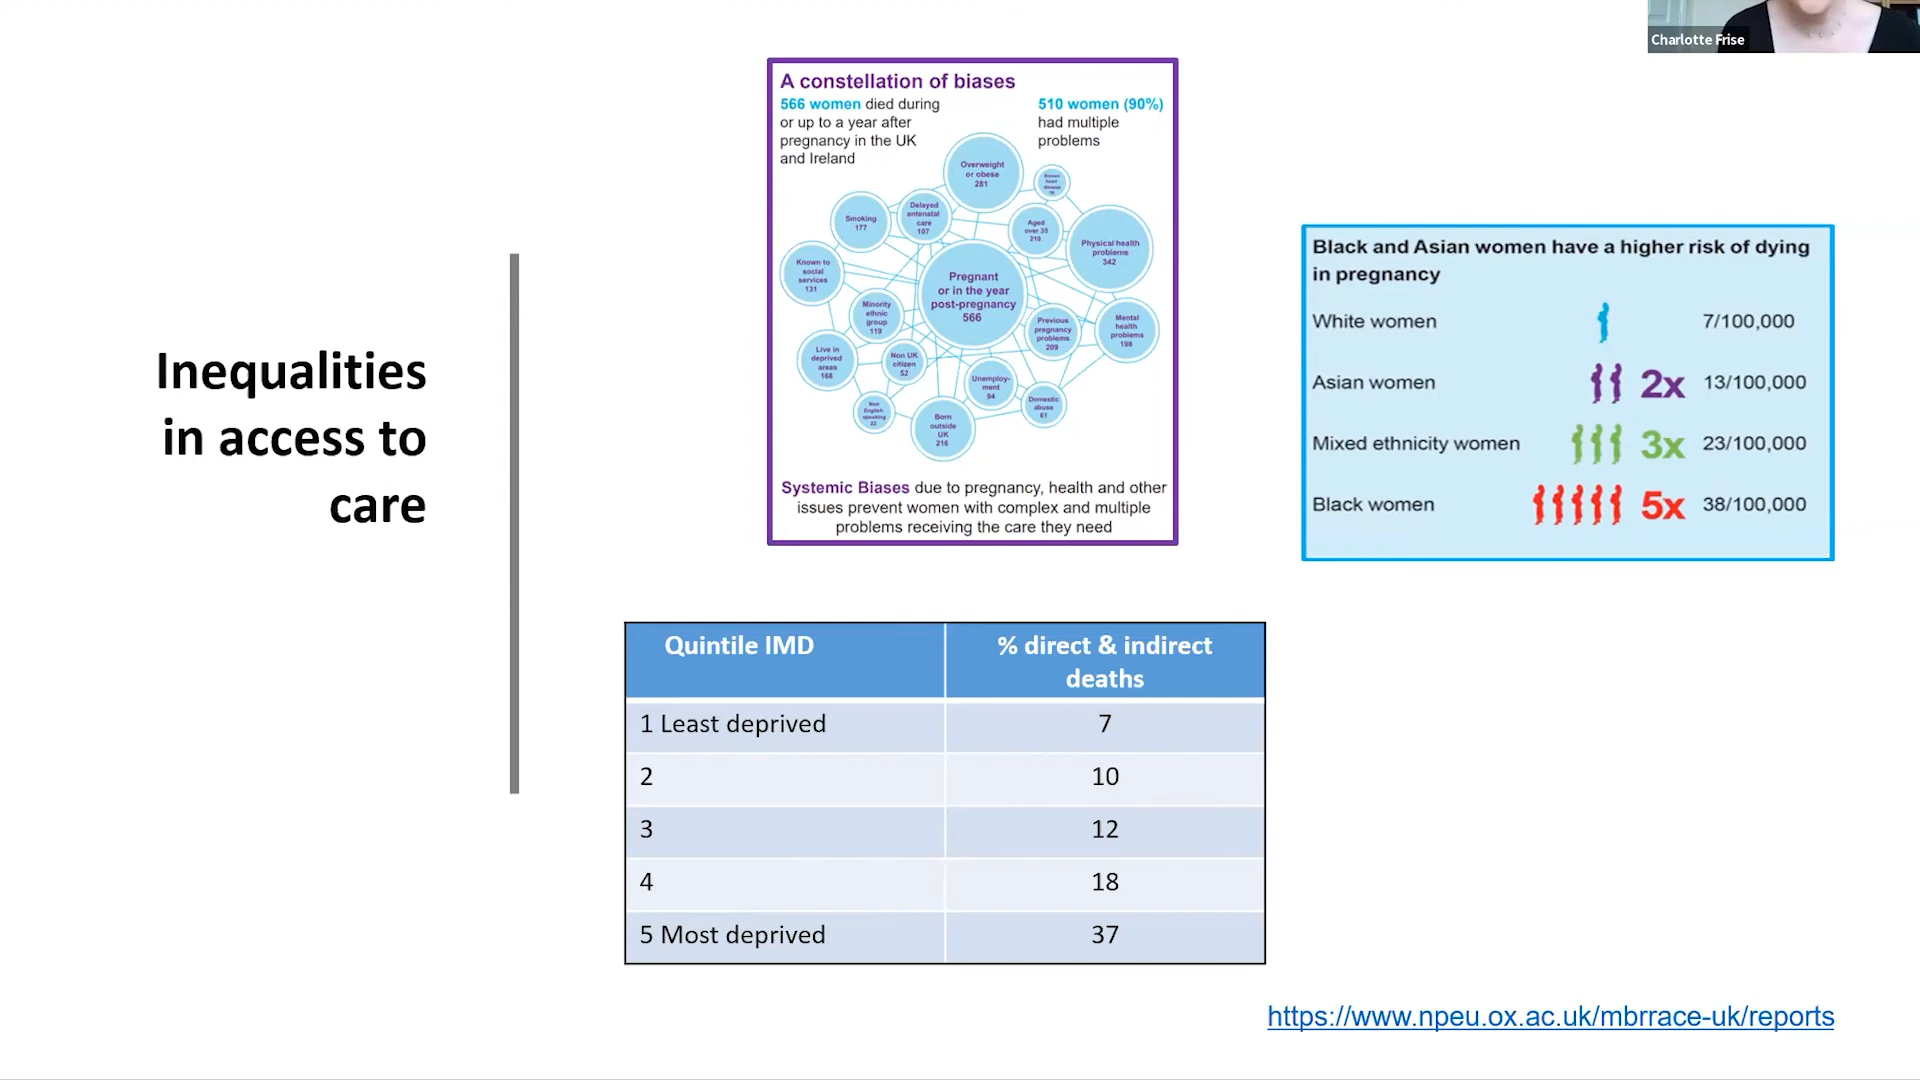 Charlotte Frise
Inequalities
in access to
care
A constellation of biases
566 women died during
or up to a year after
pregnancy in the UK
and Ireland
510 women (90%)
had multiple
problems
Overweight
or obese
281
Known
heart
disease
Smoking
177
Delayed
antenatal
care
107
Aged
over 35
210
Physical health
problems
342
Known to
social
services
131
Pregnant
or in the year
post-pregnancy
566
Minority
ethnic
group
119
Previous
pregnancy
problems
209
Mental
health
problems
198
Live in
deprived
areas
168
Non UK
citizen
52
Unemploy-
ment
94
Non
English
speaking
22
Born
outside
UK
216
Domestic
abuse
61
Systemic Biases due to pregnancy, health and other
issues prevent women with complex and multiple
problems receiving the care they need
Black and Asian women have a higher risk of dying
in pregnancy
White women 7/100,000
Asian women 2x 13/100,000
Mixed ethnicity women 3x 23/100,000
Black women 5x 38/100,000
Quintile IMD % direct & indirect
deaths
1 Least deprived 7
2 10
3 12
4 18
5 Most deprived 37
https://www.npeu.ox.ac.uk/mbrrace-uk/reports